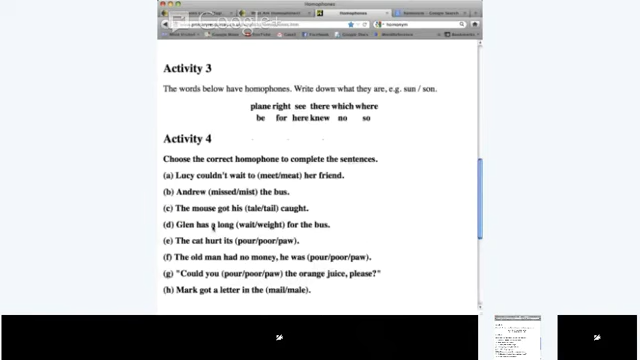 Homophones
Google+
Activity 3
The words below have homophones. Write down what they are, e.g. sun / son.
plane right see there which where
be for here knew no so
Activity 4
Choose the correct homophone to complete the sentences.
(a) Lucy couldn't wait to (meet/meat) her friend.
(b) Andrew (missed/mist) the bus.
(c) The mouse got his (tale/tail) caught.
(d) Glen has a long (wait/weight) for the bus.
(e) The cat hurt its (pour/poor/paw).
(f) The old man had no money, he was (pour/poor/paw).
(g) "Could you (pour/poor/paw) the orange juice, please?"
(h) Mark got a letter in the (mail/male).